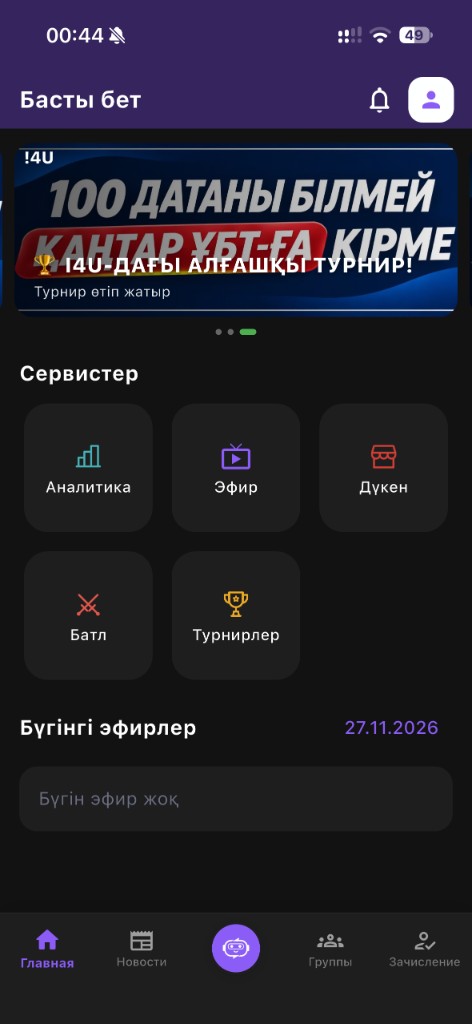 00:44
49
Басты бет
!4U
100 ДАТАНЫ БІЛМЕЙ
ҚАНТАР ҰБТ-ҒА КІРМЕ
🏆 I4U-ДАҒЫ АЛҒАШҚЫ ТУРНИР!
Турнир өтіп жатыр
Сервистер
Аналитика
Эфир
Дүкен
Батл
Турнирлер
Бүгінгі эфирлер
27.11.2026
Бүгін эфир жоқ
Главная
Новости
Группы
Зачисление